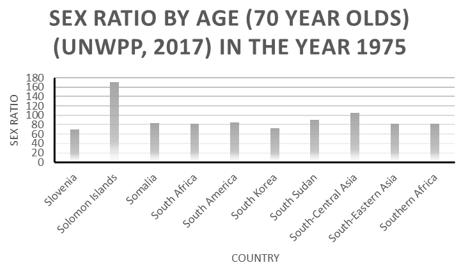 SEX RATIO BY AGE (70 YEAR OLDS)
(UNWPP, 2017) IN THE YEAR 1975
SEX RATIO
180
160
140
120
100
80
60
40
20
0
Slovenia
Solomon Islands
Somalia
South Africa
South America
South Korea
South Sudan
South-Central Asia
South-Eastern Asia
Southern Africa
COUNTRY